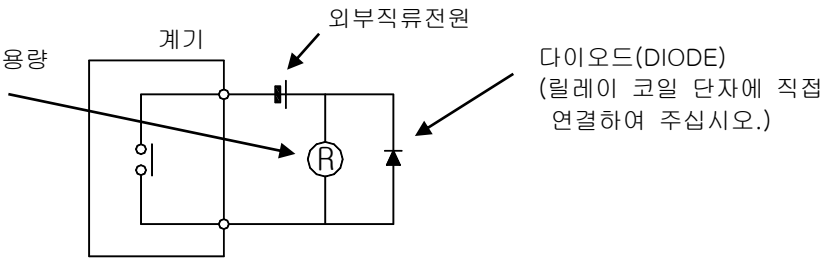 외부직류전원
계기
용량
다이오드(DIODE)
(릴레이 코일 단자에 직접
연결하여 주십시오.)
R